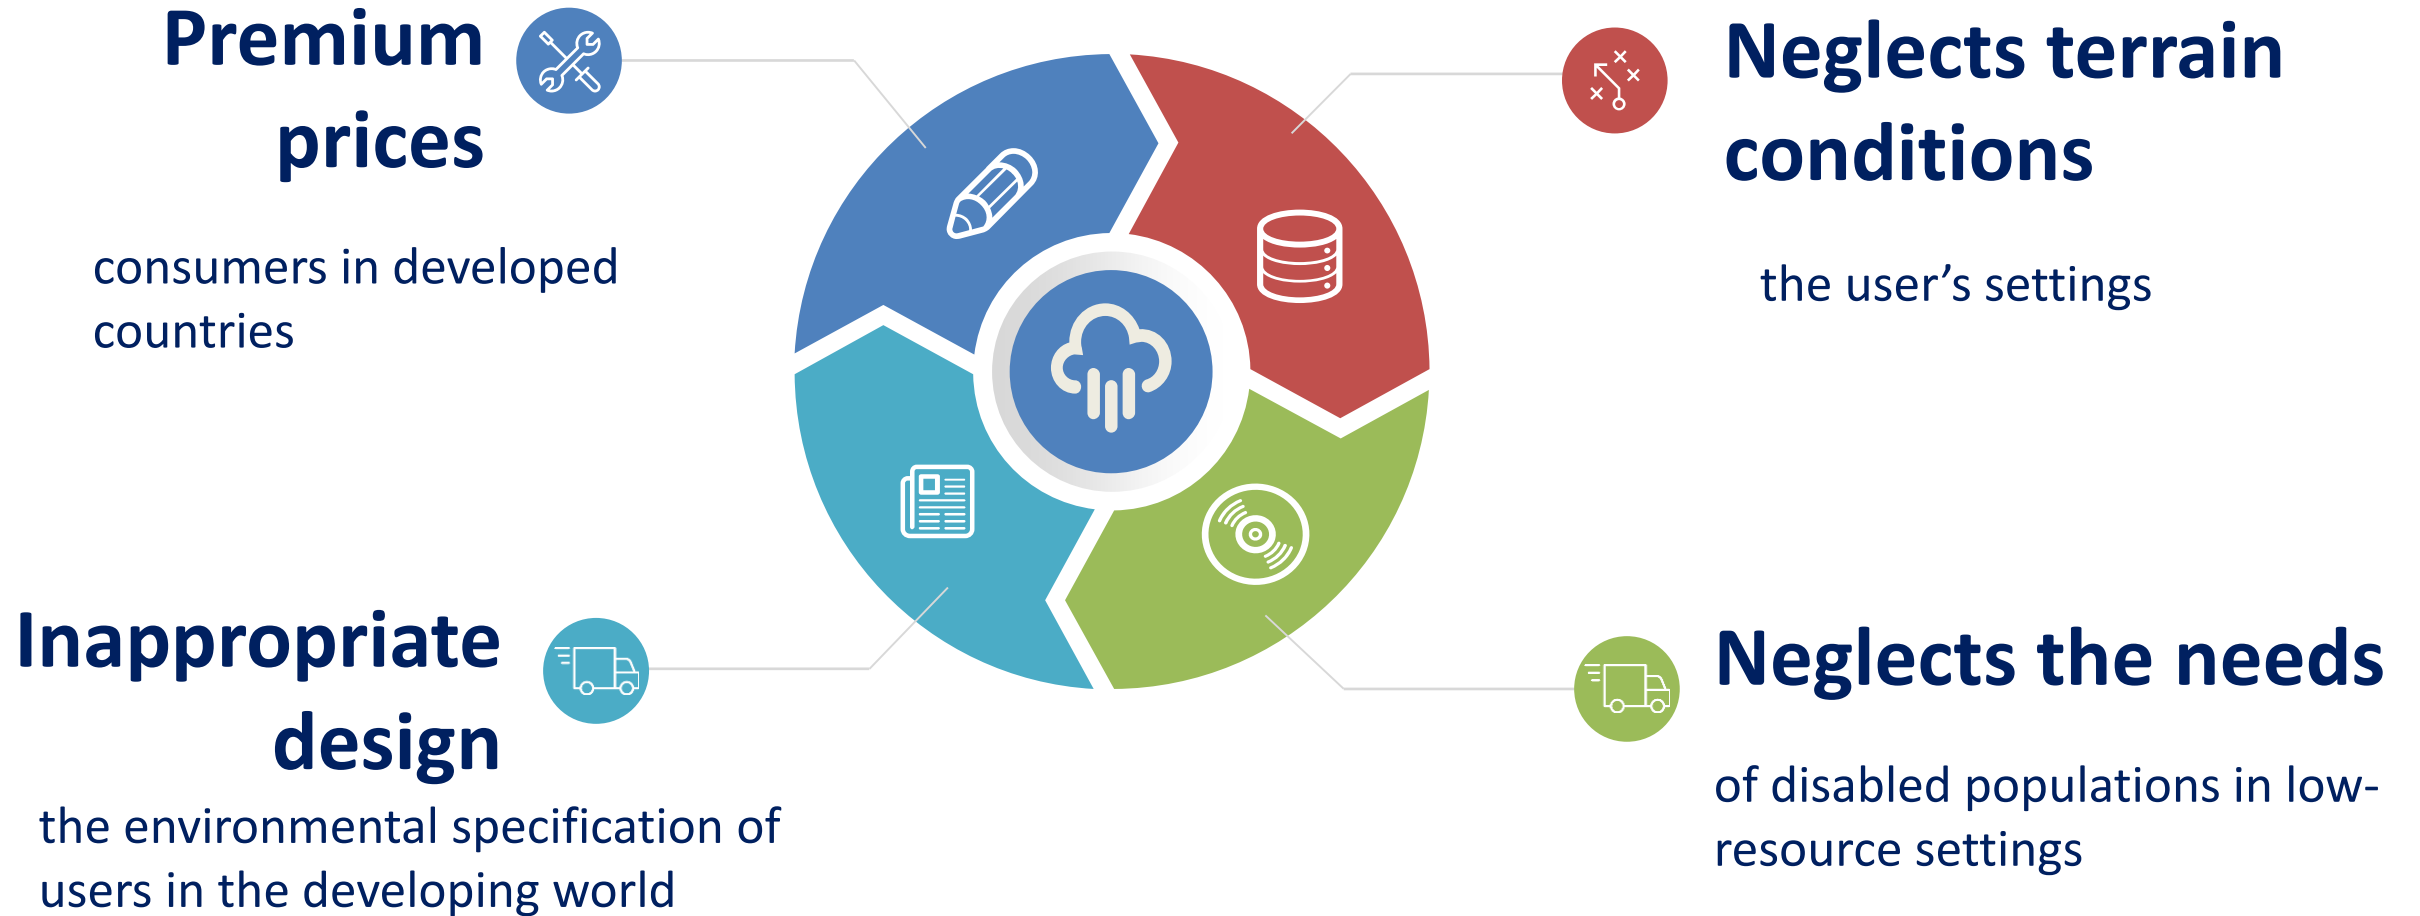 Premium
prices
consumers in developed
countries
Neglects terrain
conditions
the user’s settings
Inappropriate
design
the environmental specification of
users in the developing world
Neglects the needs
of disabled populations in low-
resource settings